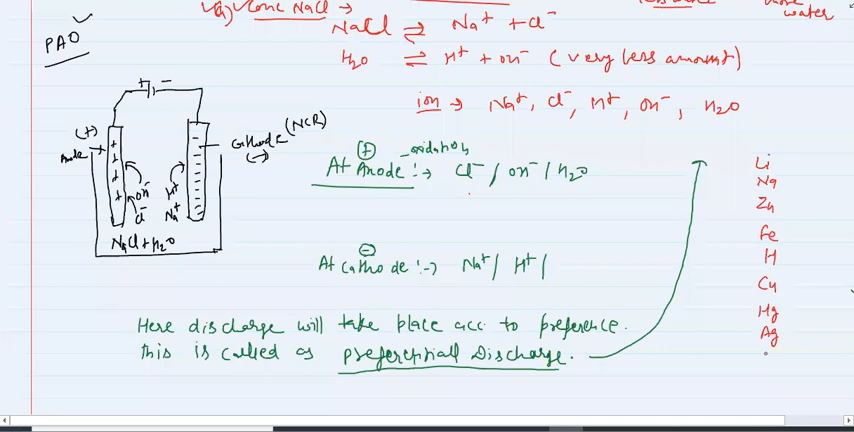 (a) Conc NaCl →
water
NaCl ⇌ Na⁺ + Cl⁻
PAO
H₂O ⇌ H⁺ + OH⁻ (very less amount)
ion → Na⁺, Cl⁻, H⁺, OH⁻, H₂O
+ -
(+)
Anode
Cathode (NCR)
(-)
OH⁻
Cl⁻
H⁺
Na⁺
NaCl + H₂O
+ -oxidation
At Anode :→ Cl⁻ / OH⁻ / H₂O
-
At cathode :-) Na⁺ / H⁺ /
Here discharge will take place acc to preference.
this is called as preferential Discharge.
Li
Na
Zn
Fe
H
Cu
Hg
Ag